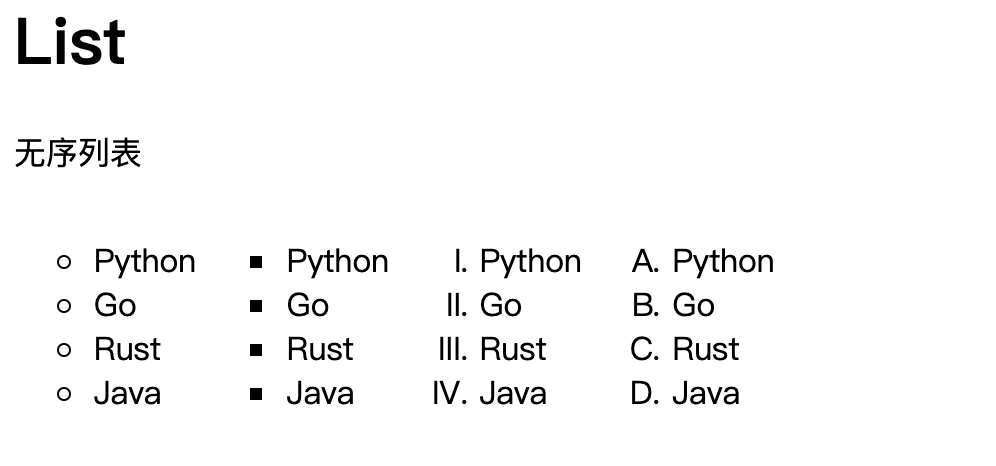 List
无序列表
○ Python ■ Python I. Python A. Python
○ Go ■ Go II. Go B. Go
○ Rust ■ Rust III. Rust C. Rust
○ Java ■ Java IV. Java D. Java